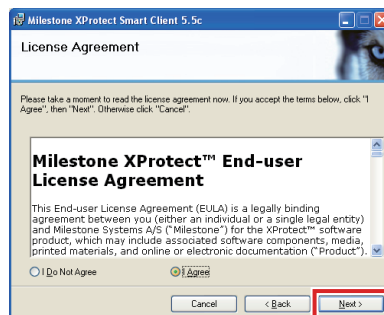 Milestone XProtect Smart Client 5.5c
License Agreement
Please take a moment to read the license agreement now. If you accept the terms below, click "I
Agree", then "Next". Otherwise click "Cancel".
Milestone XProtect™ End-user
License Agreement
This End-user License Agreement (EULA) is a legally binding
agreement between you (either an individual or a single legal entity)
and Milestone Systems A/S ("Milestone") for the XProtect™ software
product, which may include associated software components, media,
printed materials, and online or electronic documentation ("Product").
I Do Not Agree
I Agree
Cancel
< Back
Next >